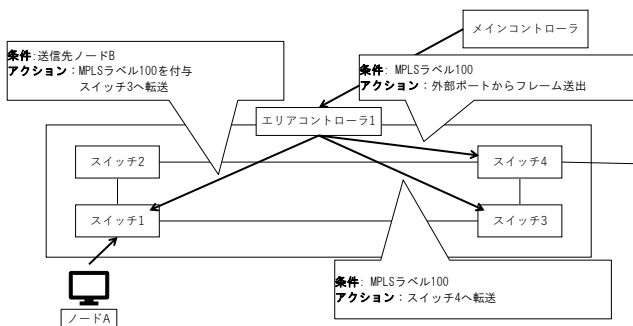 メインコントローラ
条件:送信先ノードB
アクション：MPLSラベル100を付与
スイッチ3へ転送
条件: MPLSラベル100
アクション：外部ポートからフレーム送出
エリアコントローラ1
スイッチ2
スイッチ4
スイッチ1
スイッチ3
条件: MPLSラベル100
アクション：スイッチ4へ転送
ノードA